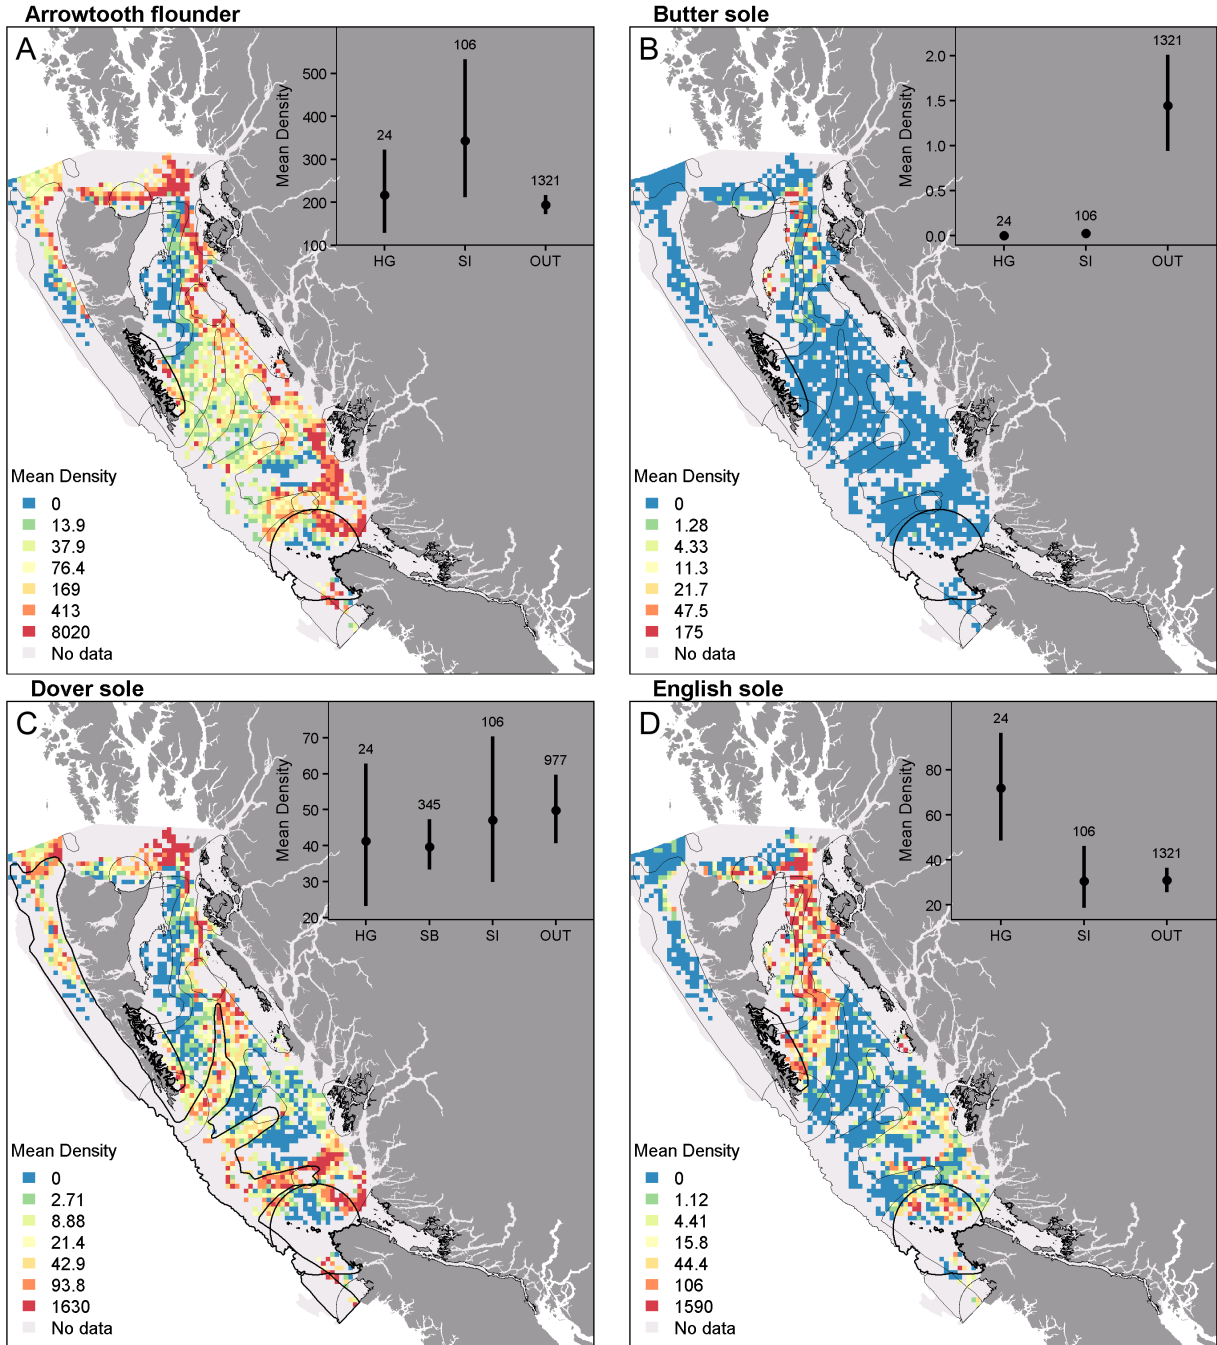 Arrowtooth flounder
A
Mean Density
500
400
300
200
100
24
106
1321
HG SI OUT
Mean Density
0
13.9
37.9
76.4
169
413
8020
No data
Butter sole
B
Mean Density
2.0
1.5
1.0
0.5
0.0
24
106
1321
HG SI OUT
Mean Density
0
1.28
4.33
11.3
21.7
47.5
175
No data
Dover sole
C
Mean Density
70
60
50
40
30
20
24
345
106
977
HG SB SI OUT
Mean Density
0
2.71
8.88
21.4
42.9
93.8
1630
No data
English sole
D
Mean Density
80
60
40
20
24
106
1321
HG SI OUT
Mean Density
0
1.12
4.41
15.8
44.4
106
1590
No data